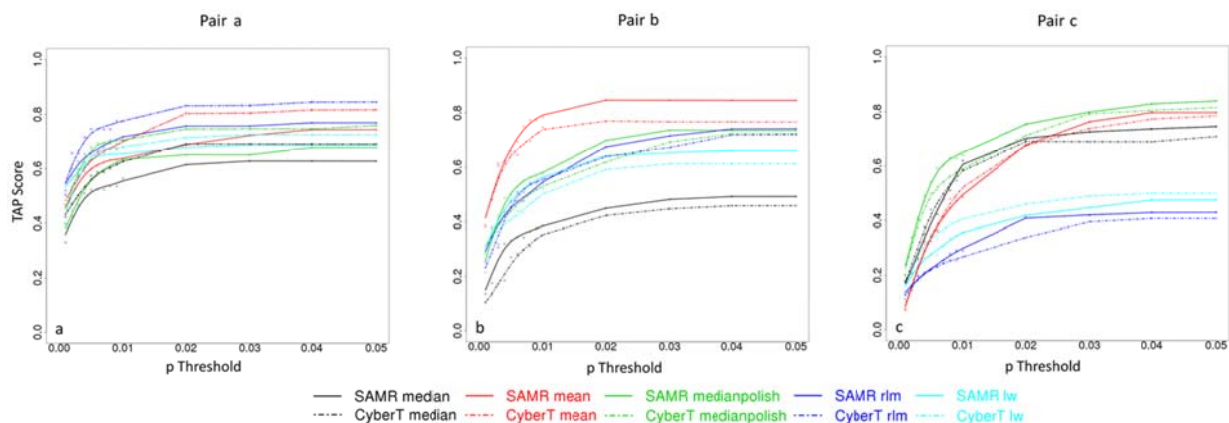 Pair a
Pair b
Pair c
TAP Score
1.0
0.8
0.6
0.4
0.2
0.0
a
0.00 0.01 0.02 0.03 0.04 0.05
p Threshold
1.0
0.8
0.6
0.4
0.2
0.0
b
0.00 0.01 0.02 0.03 0.04 0.05
p Threshold
1.0
0.8
0.6
0.4
0.2
0.0
c
0.00 0.01 0.02 0.03 0.04 0.05
p Threshold
SAMR median SAMR mean SAMR medianpolish SAMR rlm SAMR lw
CyberT median CyberT mean CyberT medianpolish CyberT rlm CyberT lw